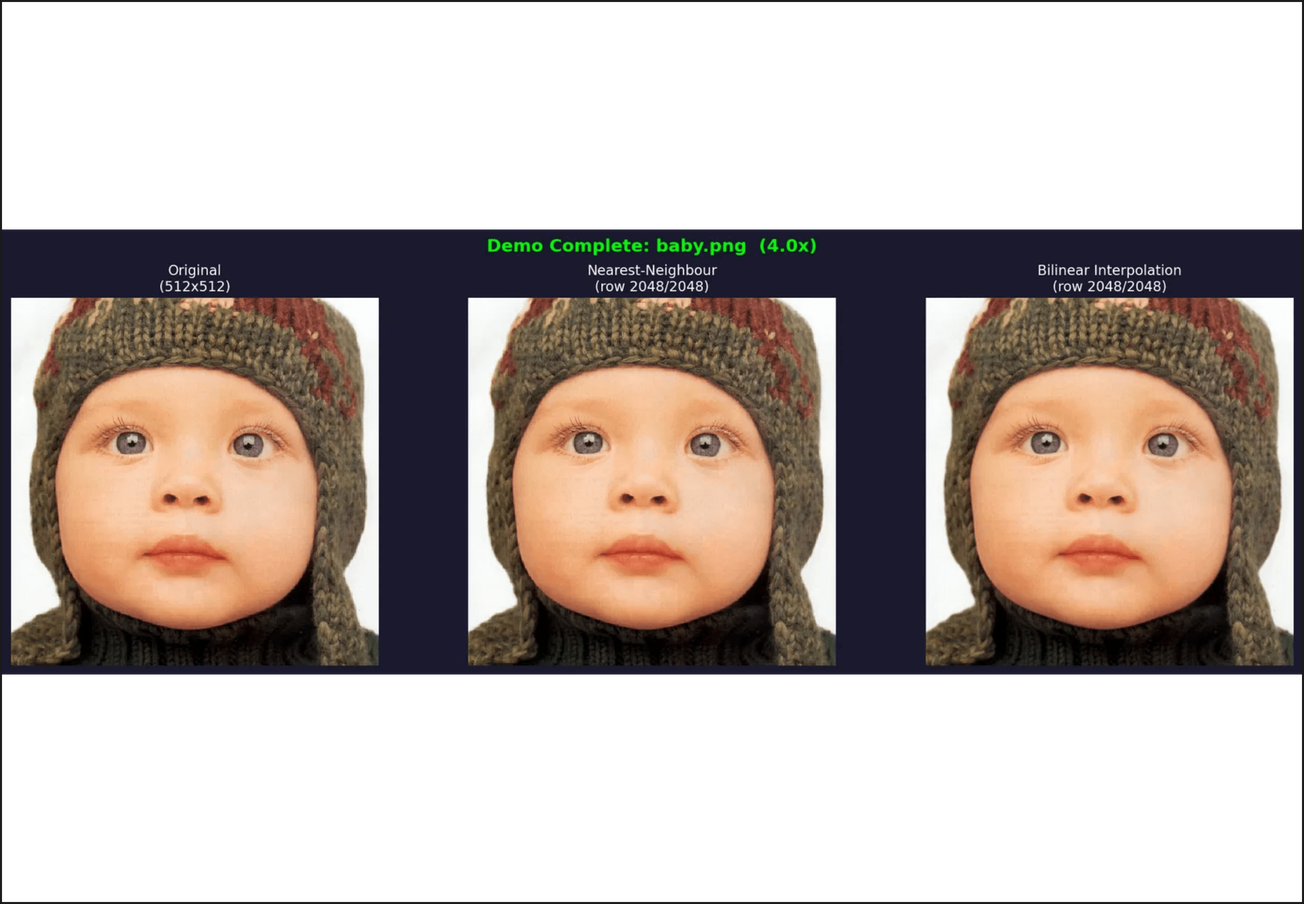 Demo Complete: baby.png (4.0x)
Original
(512x512)
Nearest-Neighbour
(row 2048/2048)
Bilinear Interpolation
(row 2048/2048)